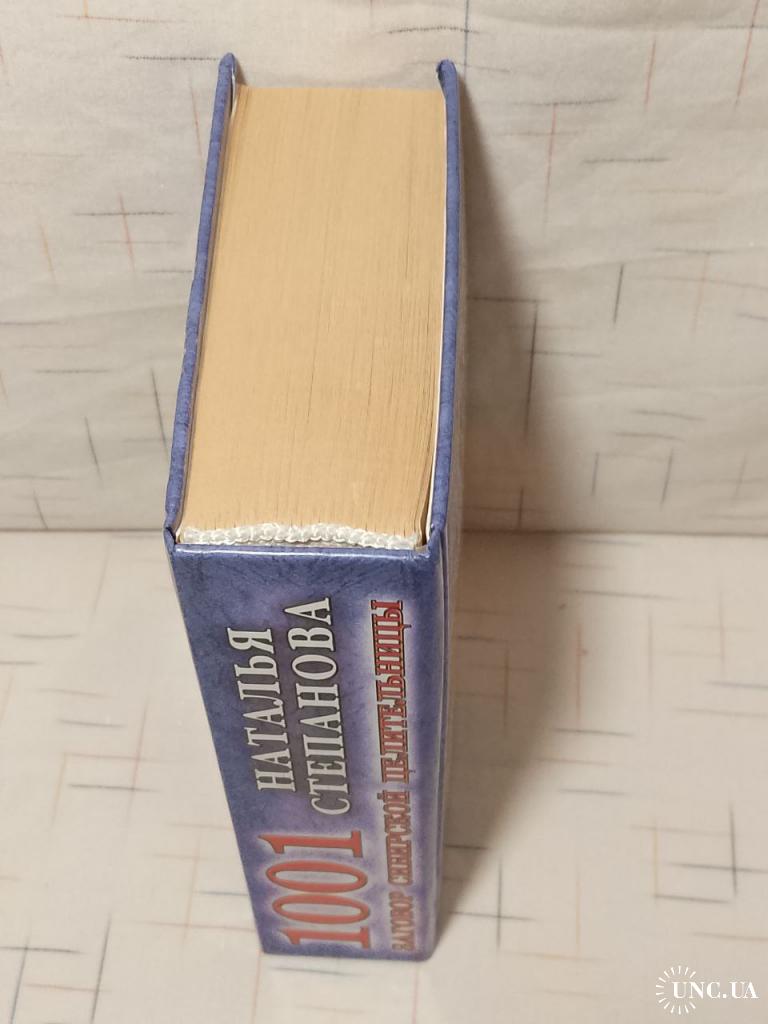 НАТАЛЬЯ
СТЕПАНОВА
1001
ЗАГОВОР СИБИРСКОЙ ЦЕЛИТЕЛЬНИЦЫ
UNC.UA